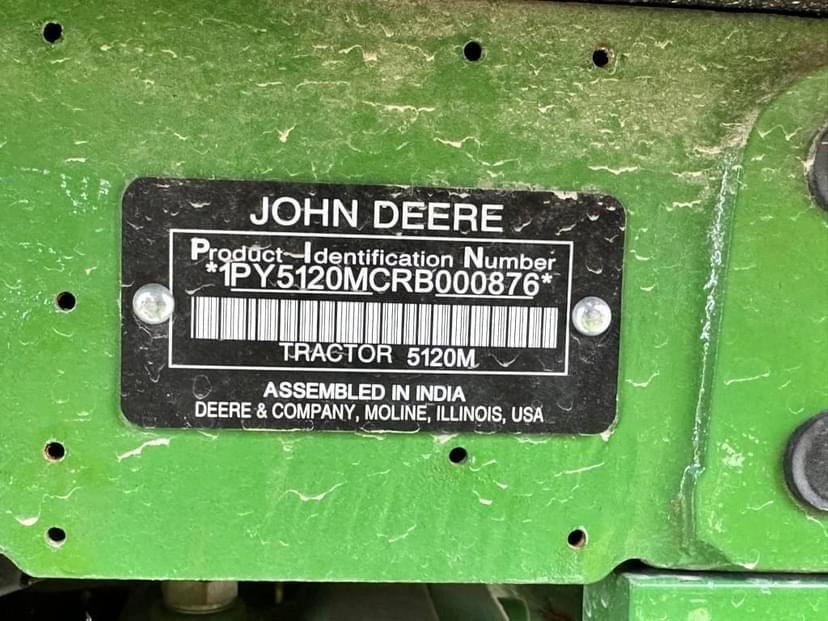 JOHN DEERE
Product Identification Number
*1PY5120MCRB000876*
TRACTOR 5120M
ASSEMBLED IN INDIA
DEERE & COMPANY, MOLINE, ILLINOIS, USA